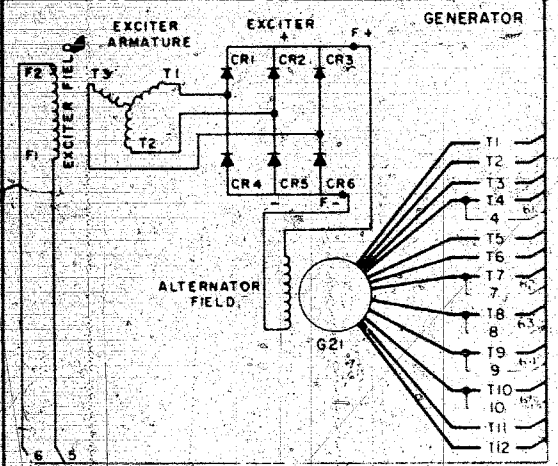 GENERATOR
EXCITER
ARMATURE
EXCITER
+
F+
F2
EXCITER FIELD
T3
T1
CR1
CR2
CR3
F1
T2
CR4
CR5
CR6
-
F-
ALTERNATOR
FIELD
G21
T1
T2
T3
T4
4
T5
T6
T7
7
T8
8
T9
9
T10
10
T11
T12
6
5